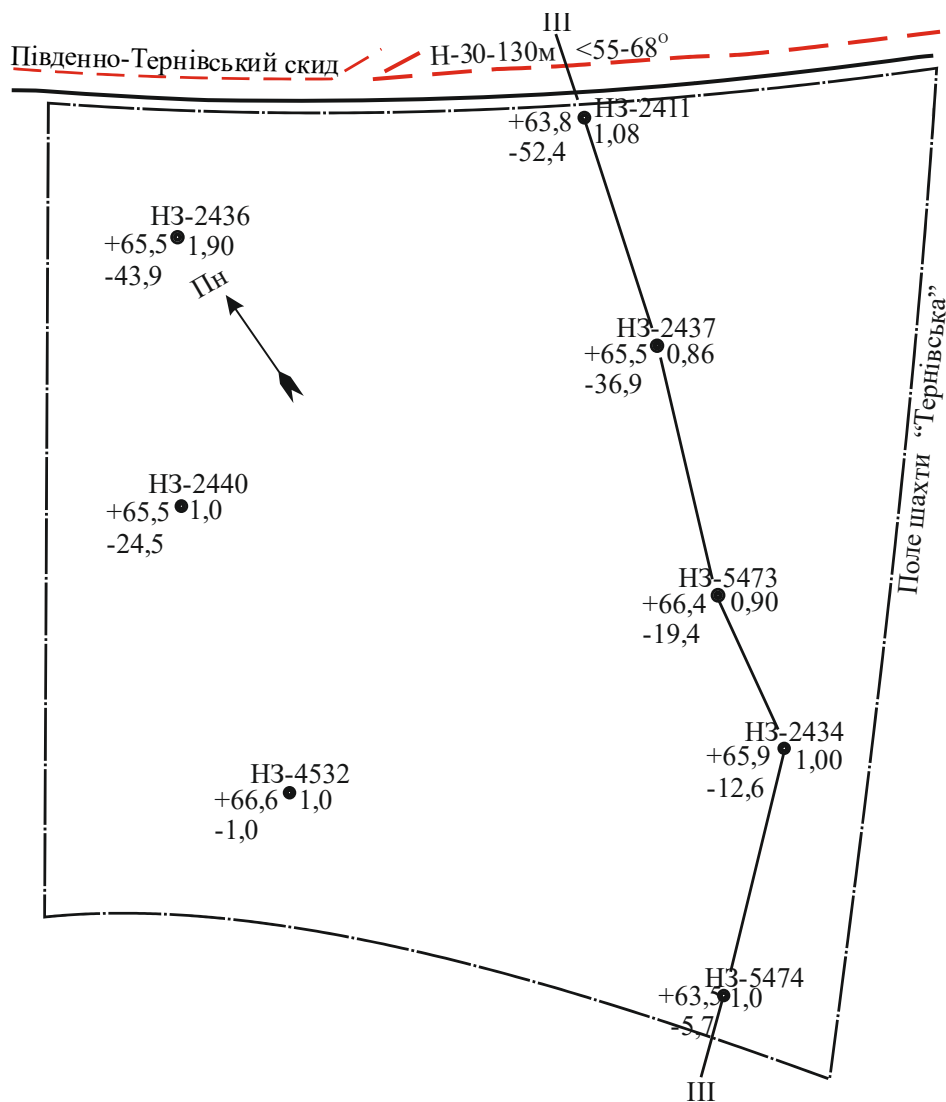 III
Південно-Тернівський скид
Н-30-130м <55-68°
НЗ-2411
+63,8 1,08
-52,4
НЗ-2436
+65,5 1,90
-43,9
Пн
НЗ-2437
+65,5 0,86
-36,9
НЗ-2440
+65,5 1,0
-24,5
Поле шахти “Тернівська”
НЗ-5473
+66,4 0,90
-19,4
НЗ-2434
+65,9 1,00
-12,6
НЗ-4532
+66,6 1,0
-1,0
НЗ-5474
+63,5 1,0
-5,7
III